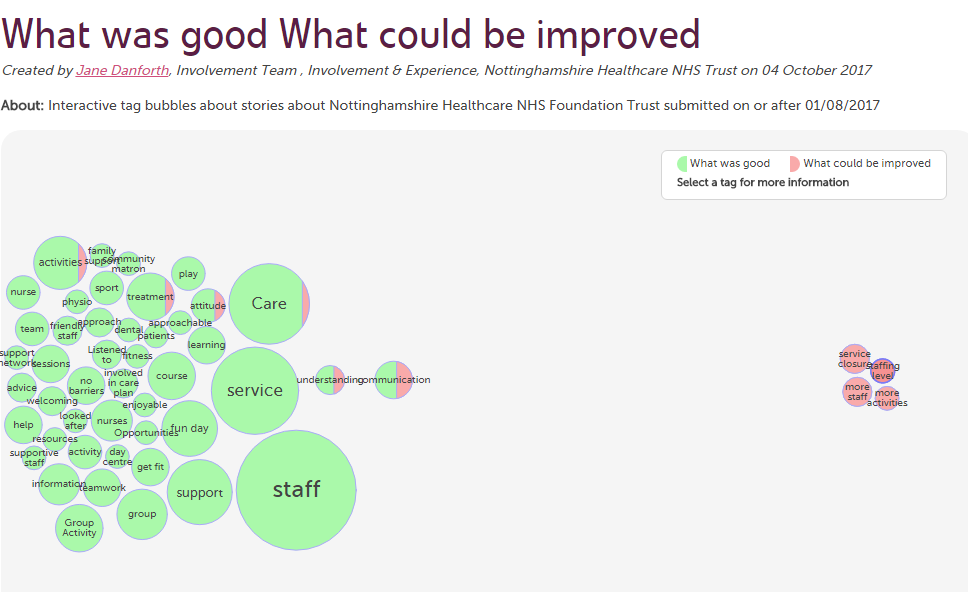 What was good What could be improved
Created by Jane Danforth, Involvement Team , Involvement & Experience, Nottinghamshire Healthcare NHS Trust on 04 October 2017
About: Interactive tag bubbles about stories about Nottinghamshire Healthcare NHS Foundation Trust submitted on or after 01/08/2017
What was good What could be improved
Select a tag for more information
activities
family
support
community
matron
nurse
physio
sport
treatment
play
attitude
Care
team
friendly
staff
approach
dental
patients
approachable
learning
support
network
sessions
Listened
to
fitness
course
service
understanding
communication
advice
welcoming
no
barriers
involved
in care
plan
enjoyable
help
looked
after
nurses
Opportunities
fun day
resources
supportive
staff
activity
day
centre
get fit
information
teamwork
support
staff
Group
Activity
group
service
closure
staffing
level
more
staff
more
activities